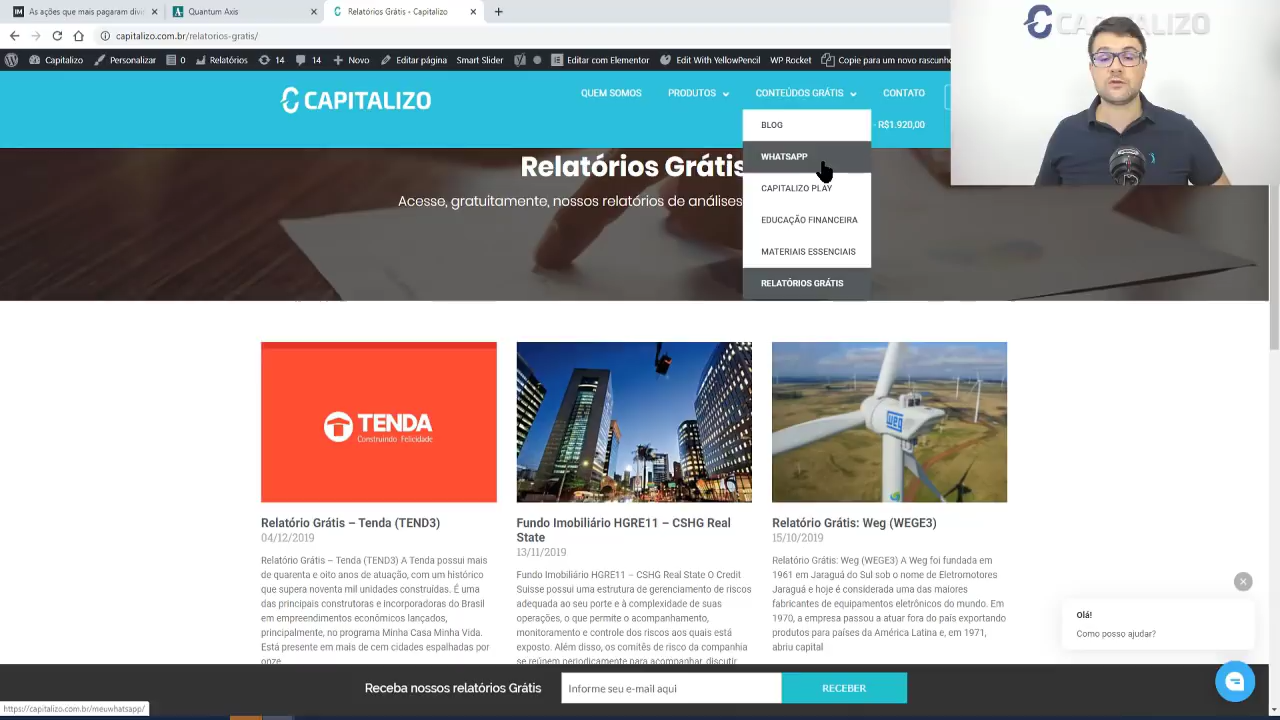 As ações que mais pagaram divi
Quantum Axis
Relatórios Grátis - Capitalizo
capitalizo.com.br/relatorios-gratis/
Capitalizo
Personalizar
0
Relatórios
14
14
Novo
Editar página
Smart Slider
Editar com Elementor
Edit With YellowPencil
WP Rocket
Copie para um novo rascunho
CAPITALIZO
CAPITALIZO
QUEM SOMOS
PRODUTOS
CONTEÚDOS GRÁTIS
CONTATO
- R$1.920,00
BLOG
WHATSAPP
CAPITALIZO PLAY
EDUCAÇÃO FINANCEIRA
MATERIAIS ESSENCIAIS
RELATÓRIOS GRÁTIS
Relatórios Grátis
Acesse, gratuitamente, nossos relatórios de análises
TENDA
Construindo Felicidade
weg
Relatório Grátis – Tenda (TEND3)
04/12/2019
Relatório Grátis – Tenda (TEND3) A Tenda possui mais
de quarenta e oito anos de atuação, com um histórico
que supera noventa mil unidades construídas. É uma
das principais construtoras e incorporadoras do Brasil
em empreendimentos econômicos lançados,
principalmente, no programa Minha Casa Minha Vida.
Está presente em mais de cem cidades espalhadas por
onze
Fundo Imobiliário HGRE11 – CSHG Real
State
13/11/2019
Fundo Imobiliário HGRE11 – CSHG Real State O Credit
Suisse possui uma estrutura de gerenciamento de riscos
adequada ao seu porte e à complexidade de suas
operações, o que permite o acompanhamento,
monitoramento e controle dos riscos aos quais está
exposto. Além disso, os comitês de risco da companhia
se reúnem periodicamente para acompanhar, discutir
Relatório Grátis: Weg (WEGE3)
15/10/2019
Relatório Grátis: Weg (WEGE3) A Weg foi fundada em
1961 em Jaraguá do Sul sob o nome de Eletromotores
Jaraguá e hoje é considerada uma das maiores
fabricantes de equipamentos eletrônicos do mundo. Em
1970, a empresa passou a atuar fora do país exportando
produtos para países da América Latina e, em 1971,
abriu capital
Olá!
Como posso ajudar?
Receba nossos relatórios Grátis
Informe seu e-mail aqui
RECEBER
https://capitalizo.com.br/meuwhatsapp/